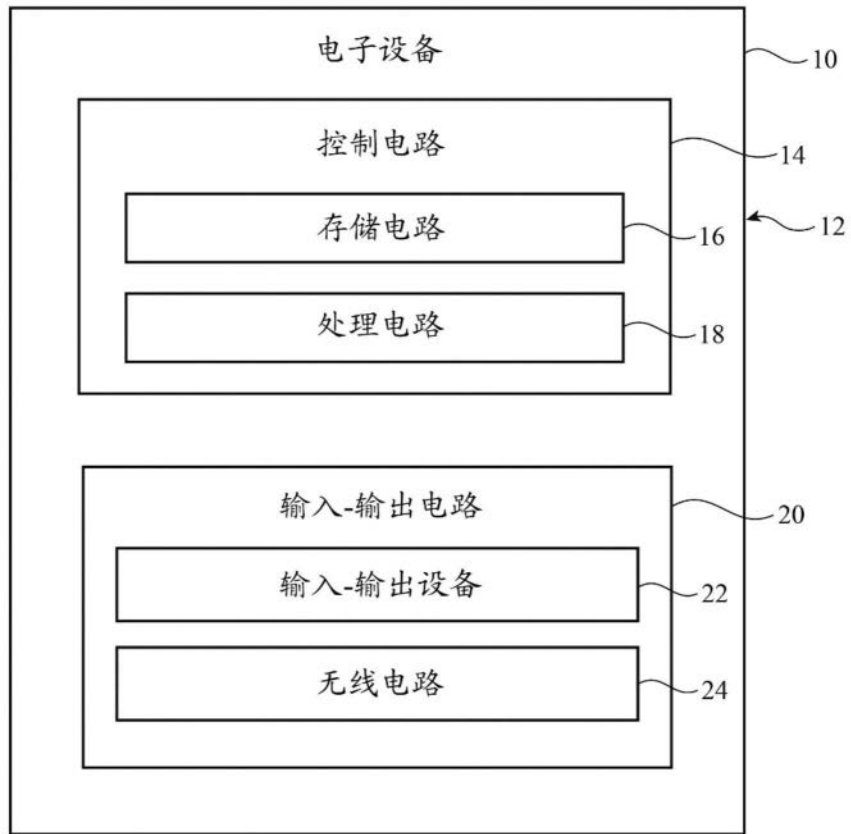 电子设备
10
控制电路
14
存储电路
16
12
处理电路
18
输入-输出电路
20
输入-输出设备
22
无线电路
24